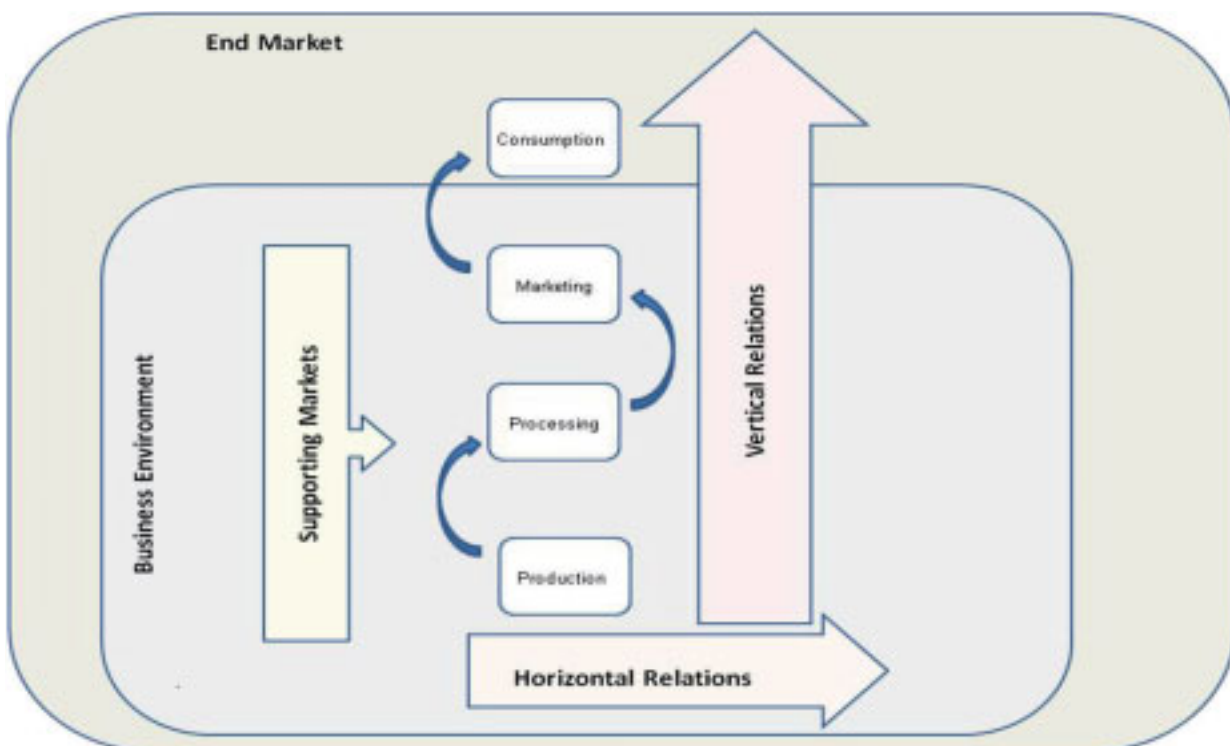 End Market
Consumption
Marketing
Processing
Production
Business Environment
Supporting Markets
Vertical Relations
Horizontal Relations